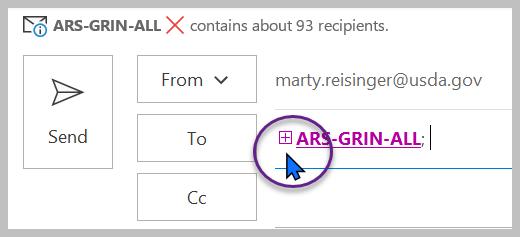 ARS-GRIN-ALL contains about 93 recipients.
From marty.reisinger@usda.gov
Send
To ARS-GRIN-ALL;
Cc